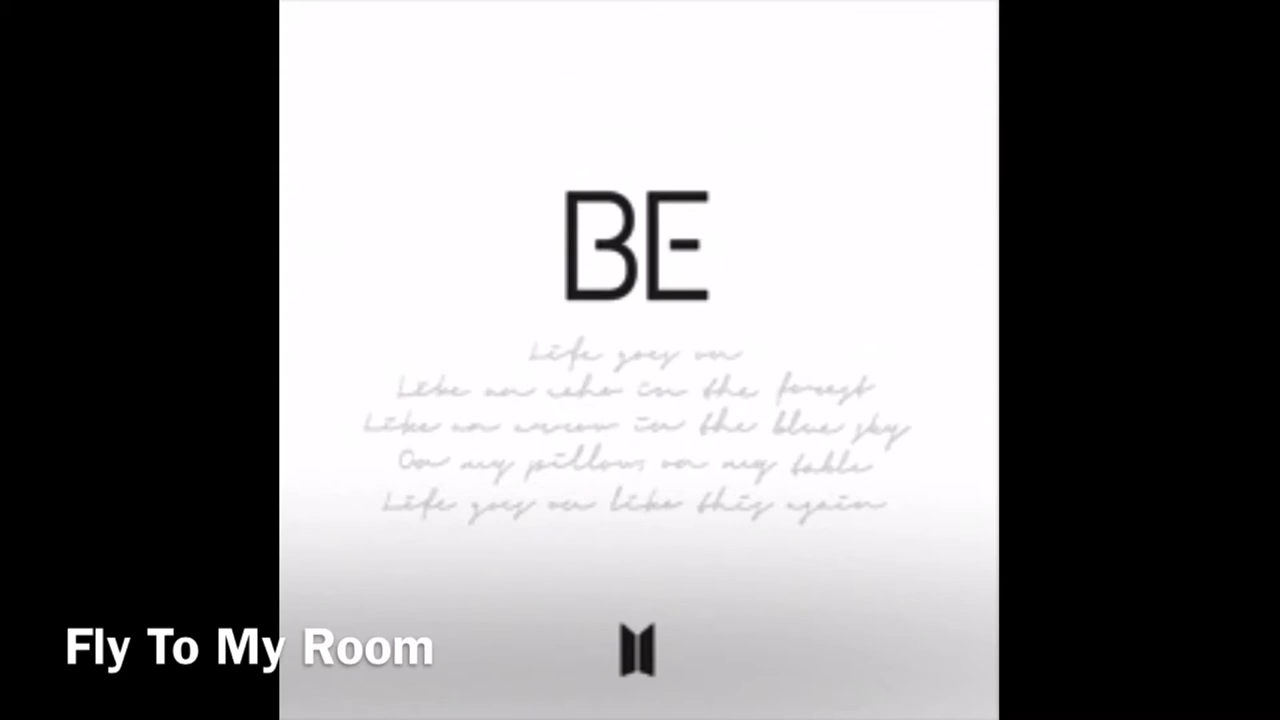 BE
Life goes on
Like an echo in the forest
Like an arrow in the blue sky
On my pillow, on my table
Life goes on like this again
Fly To My Room